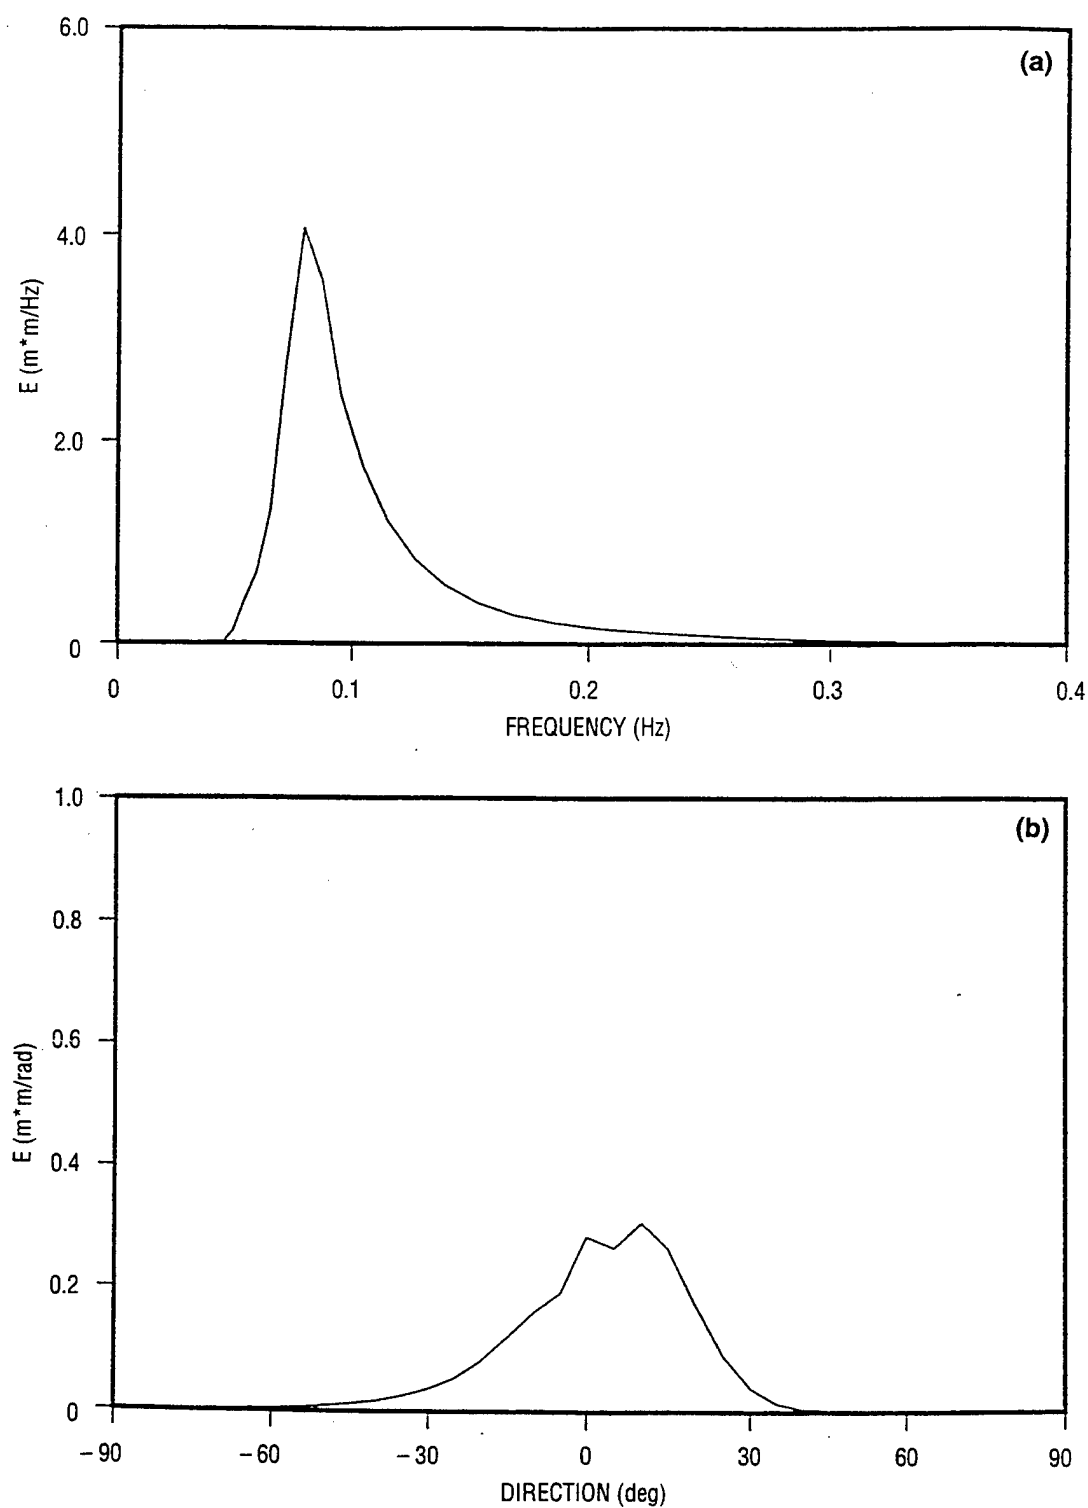 6.0
(a)
4.0
E (m*m/Hz)
2.0
0
0 0.1 0.2 0.3 0.4
FREQUENCY (Hz)
1.0
(b)
0.8
0.6
E (m*m/rad)
0.4
0.2
0
−90 −60 −30 0 30 60 90
DIRECTION (deg)